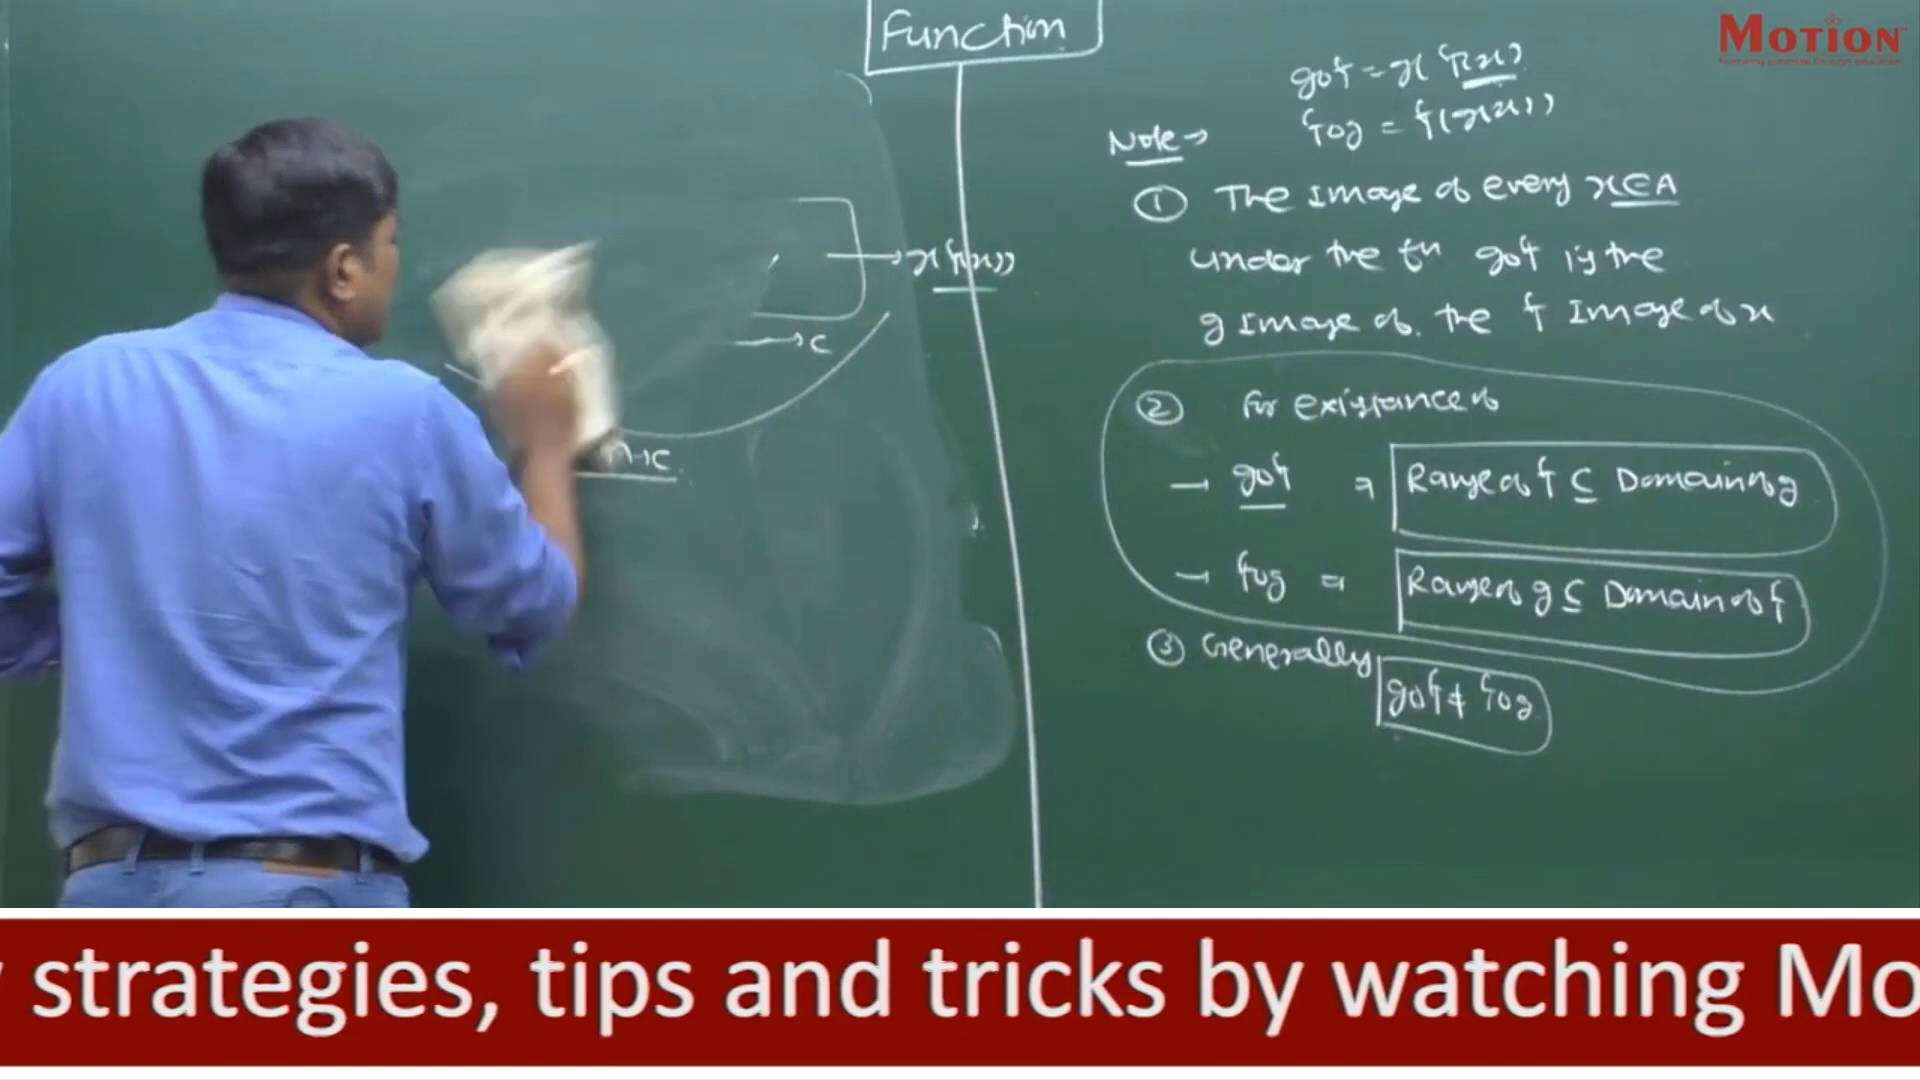 Function
MOTION
gof = g(f(x))
fog = f(g(x))
Note →
① The Image of every x∈A
under the fn gof is the
g Image of the f Image of x
→ g(f(x))
→ C
→ C
② for existance of
→ gof ⇒ Range of f ⊆ Domain of g
→ fog ⇒ Range of g ⊆ Domain of f
③ Generally gof ≠ fog
strategies, tips and tricks by watching Mo